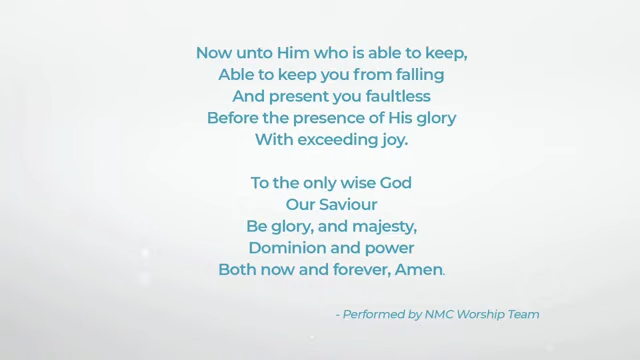 Now unto Him who is able to keep,
Able to keep you from falling
And present you faultless
Before the presence of His glory
With exceeding joy.
To the only wise God
Our Saviour
Be glory, and majesty,
Dominion and power
Both now and forever, Amen.
- Performed by NMC Worship Team